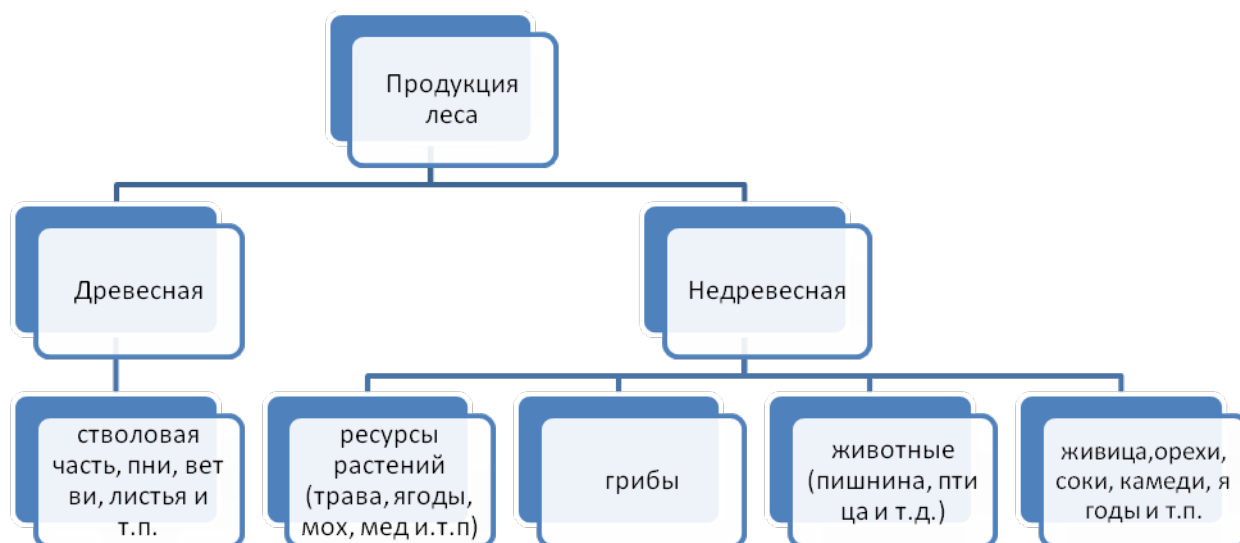 Продукция
леса
Древесная
Недревесная
стволовая
часть, пни, вет
ви, листья и
т.п.
ресурсы
растений
(трава, ягоды,
мох, мед и.т.п)
грибы
животные
(пишнина, пти
ца и т.д.)
живица,орехи,
соки, камеди, я
годы и т.п.